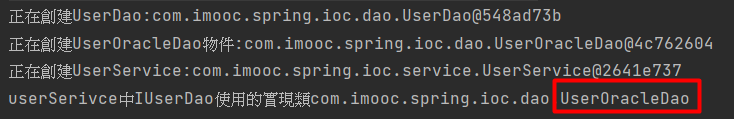 正在創建UserDao:com.imooc.spring.ioc.dao.UserDao@548ad73b
正在創建UserOracleDao物件:com.imooc.spring.ioc.dao.UserOracleDao@4c762604
正在創建UserService:com.imooc.spring.ioc.service.UserService@2641e737
userSerivce中IUserDao使用的實現類com.imooc.spring.ioc.dao.UserOracleDao